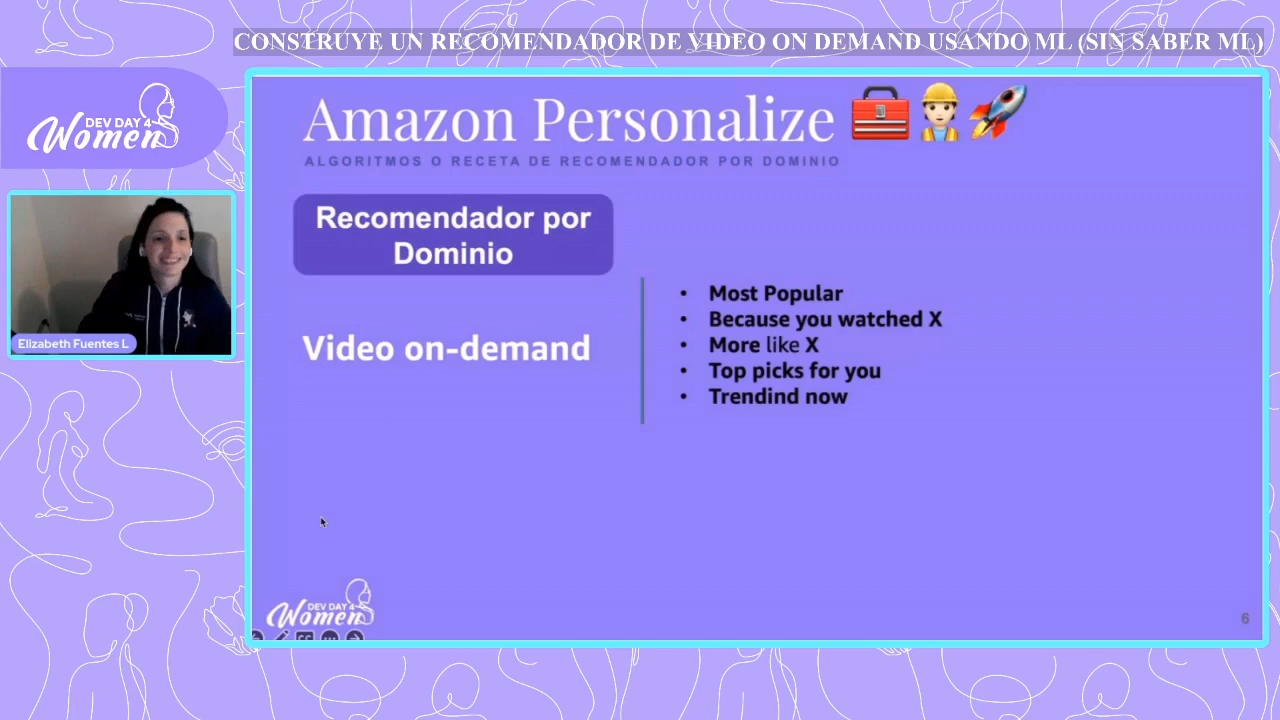 CONSTRUYE UN RECOMENDADOR DE VIDEO ON DEMAND USANDO ML (SIN SABER ML)
DEV DAY 4
Women
Elizabeth Fuentes L
Amazon Personalize
ALGORITMOS O RECETA DE RECOMENDADOR POR DOMINIO
Recomendador por
Dominio
Video on-demand
• Most Popular
• Because you watched X
• More like X
• Top picks for you
• Trendind now
DEV DAY 4
Women
6